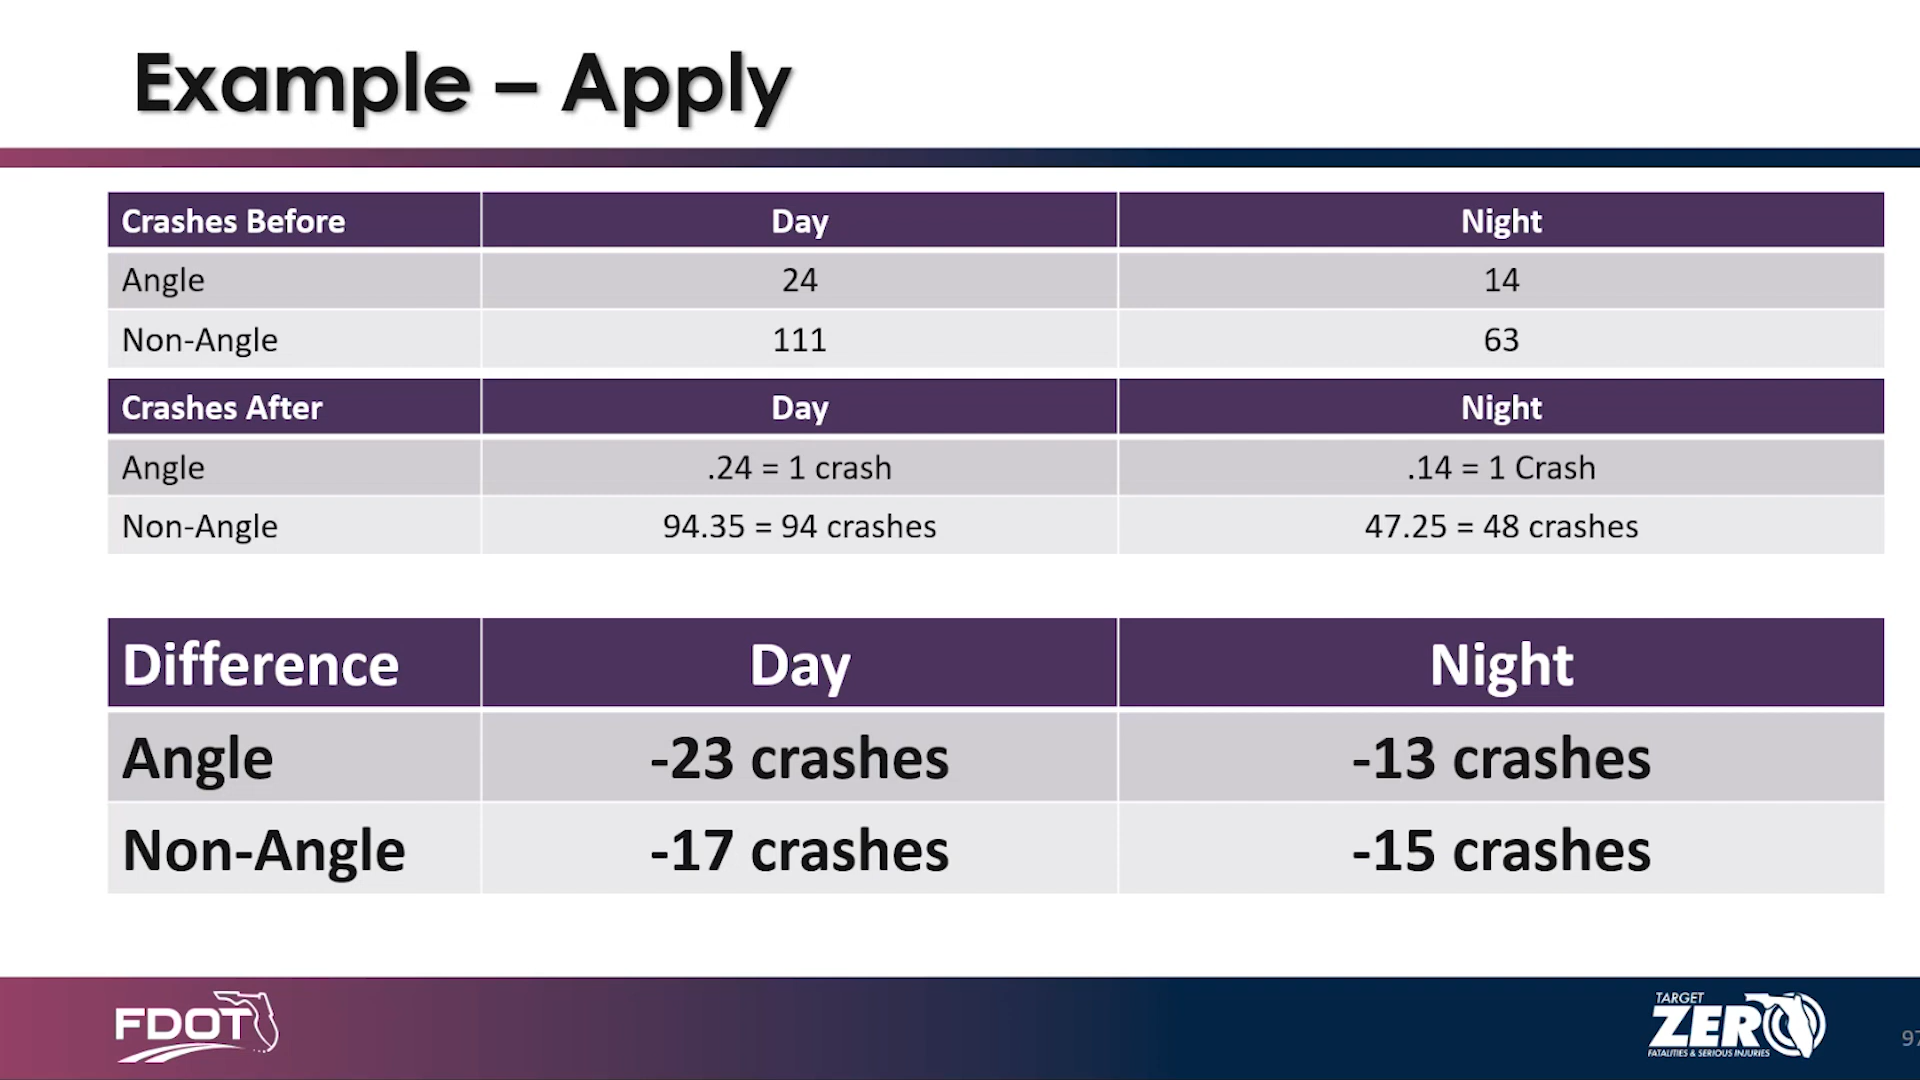 Example – Apply
Crashes Before Day Night
Angle 24 14
Non-Angle 111 63
Crashes After Day Night
Angle .24 = 1 crash .14 = 1 Crash
Non-Angle 94.35 = 94 crashes 47.25 = 48 crashes
Difference Day Night
Angle -23 crashes -13 crashes
Non-Angle -17 crashes -15 crashes
FDOT
TARGET
ZERO
FATALITIES & SERIOUS INJURIES
97